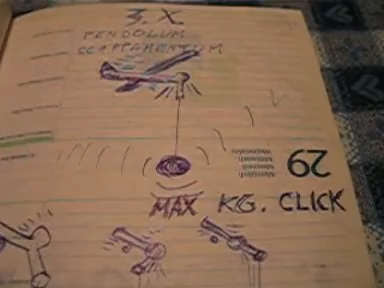 3. X.
PENDOLUM
SCAPPAMENTUM
29
MAX KG. CLICK